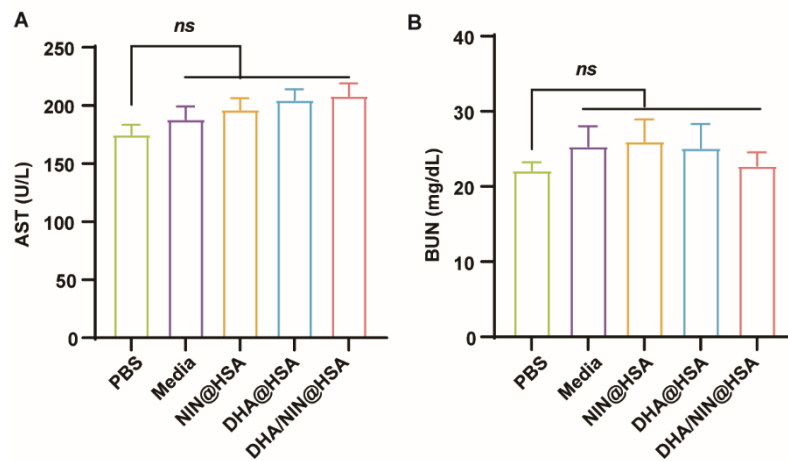 A
ns
AST (U/L)
250
200
150
100
50
0
PBS
Media
NIN@HSA
DHA@HSA
DHA/NIN@HSA
B
ns
BUN (mg/dL)
40
30
20
10
0
PBS
Media
NIN@HSA
DHA@HSA
DHA/NIN@HSA